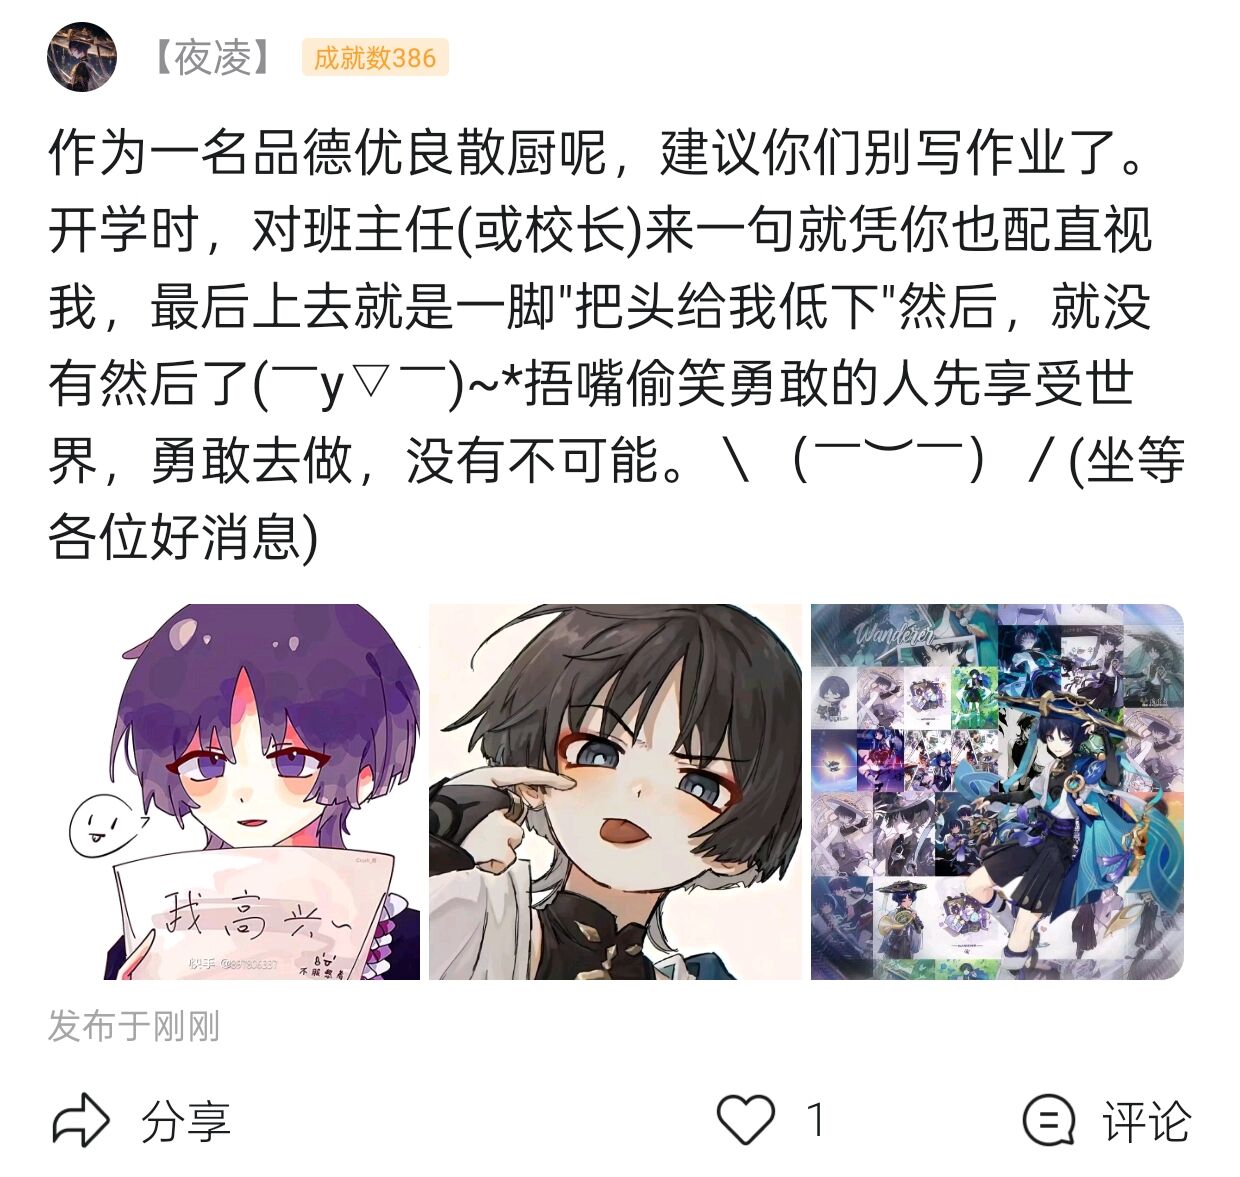 【夜凌】 成就数386
作为一名品德优良散厨呢，建议你们别写作业了。
开学时，对班主任(或校长)来一句就凭你也配直视
我，最后上去就是一脚"把头给我低下"然后，就没
有然后了(￣y▽￣)~*捂嘴偷笑勇敢的人先享受世
界，勇敢去做，没有不可能。╲（￣︶￣）╱(坐等
各位好消息)
Wanderer
我高兴~
快手 @897806337
发布于刚刚
分享 1 评论